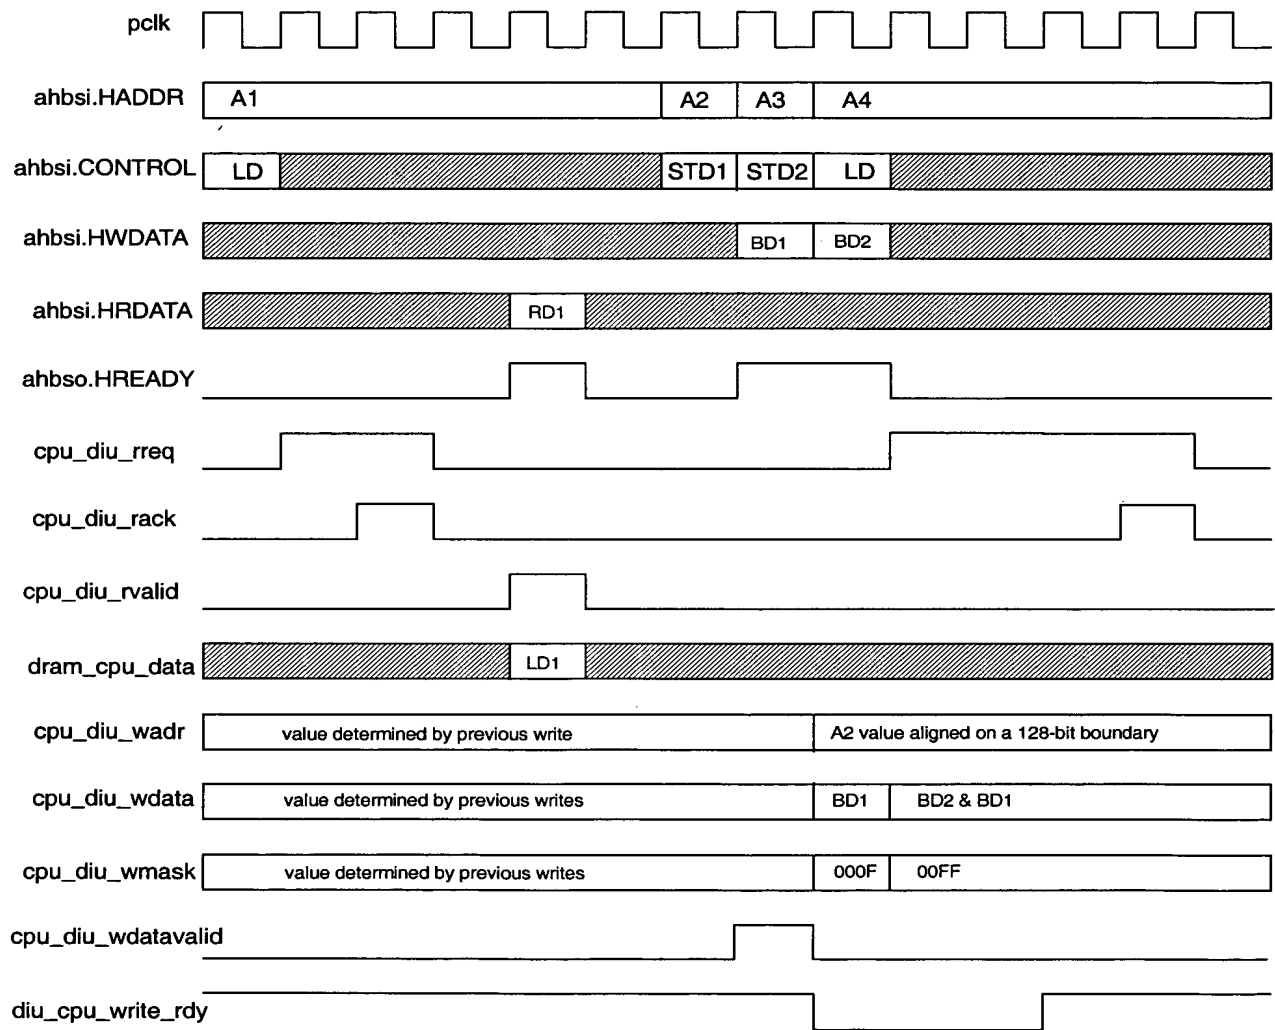 pclk
ahbsi.HADDR A1 A2 A3 A4
ahbsi.CONTROL LD STD1 STD2 LD
ahbsi.HWDATA BD1 BD2
ahbsi.HRDATA RD1
ahbso.HREADY
cpu_diu_rreq
cpu_diu_rack
cpu_diu_rvalid
dram_cpu_data LD1
cpu_diu_wadr value determined by previous write A2 value aligned on a 128-bit boundary
cpu_diu_wdata value determined by previous writes BD1 BD2 & BD1
cpu_diu_wmask value determined by previous writes 000F 00FF
cpu_diu_wdatavalid
diu_cpu_write_rdy